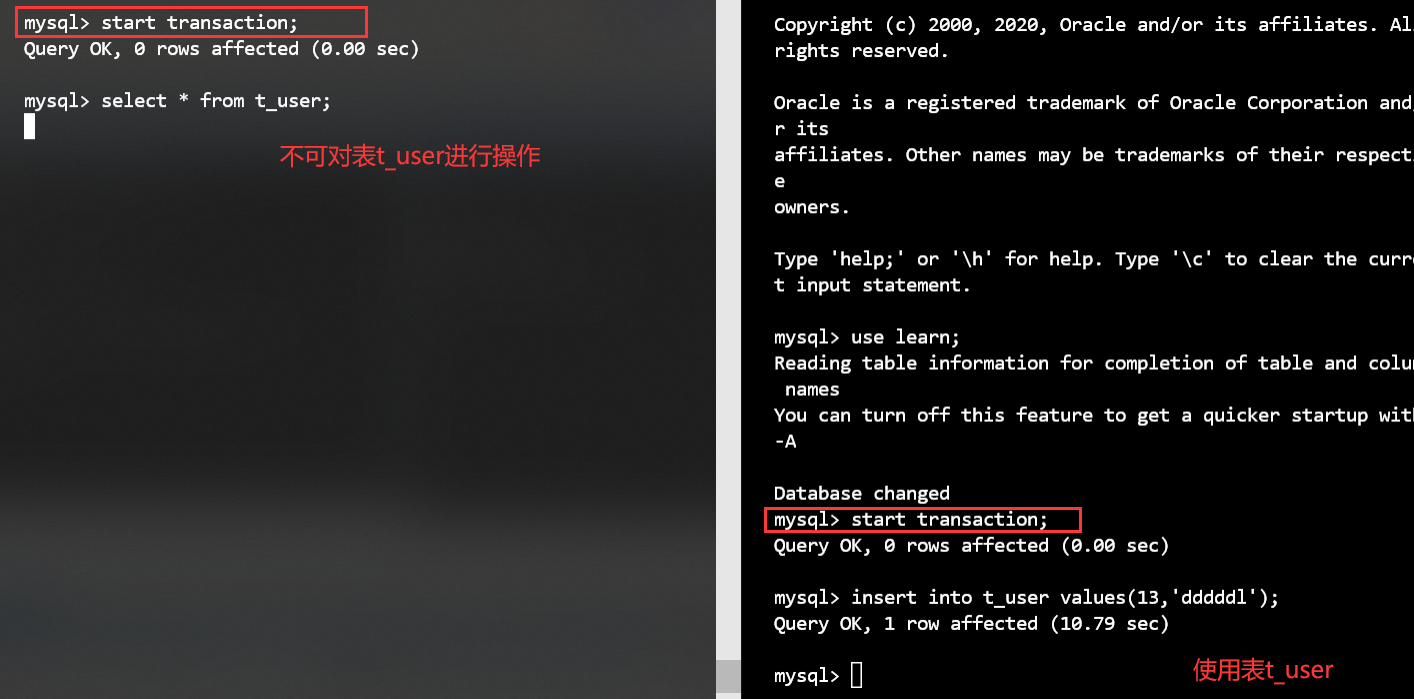 mysql> start transaction;
Query OK, 0 rows affected (0.00 sec)
mysql> select * from t_user;
不可对表t_user进行操作
Copyright (c) 2000, 2020, Oracle and/or its affiliates. Al
rights reserved.
Oracle is a registered trademark of Oracle Corporation and
r its
affiliates. Other names may be trademarks of their respect
e
owners.
Type 'help;' or '\h' for help. Type '\c' to clear the curr
t input statement.
mysql> use learn;
Reading table information for completion of table and colu
names
You can turn off this feature to get a quicker startup wit
-A
Database changed
mysql> start transaction;
Query OK, 0 rows affected (0.00 sec)
mysql> insert into t_user values(13,'dddddl');
Query OK, 1 row affected (10.79 sec)
mysql>
使用表t_user